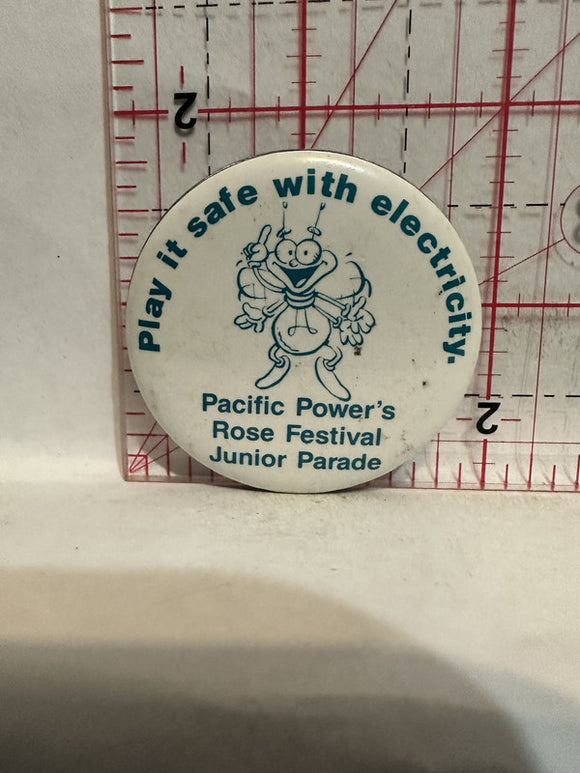 2
Play it safe with electricity.
Pacific Power's
Rose Festival
Junior Parade
2